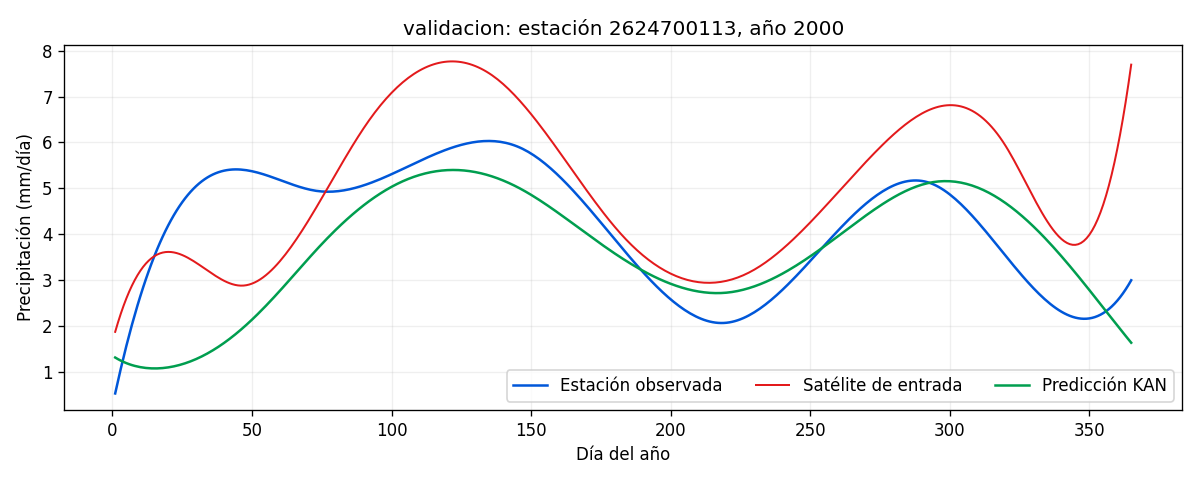 validacion: estación 2624700113, año 2000
Precipitación (mm/día)
8
7
6
5
4
3
2
1
0
50
100
150
200
250
300
350
Día del año
Estación observada
Satélite de entrada
Predicción KAN